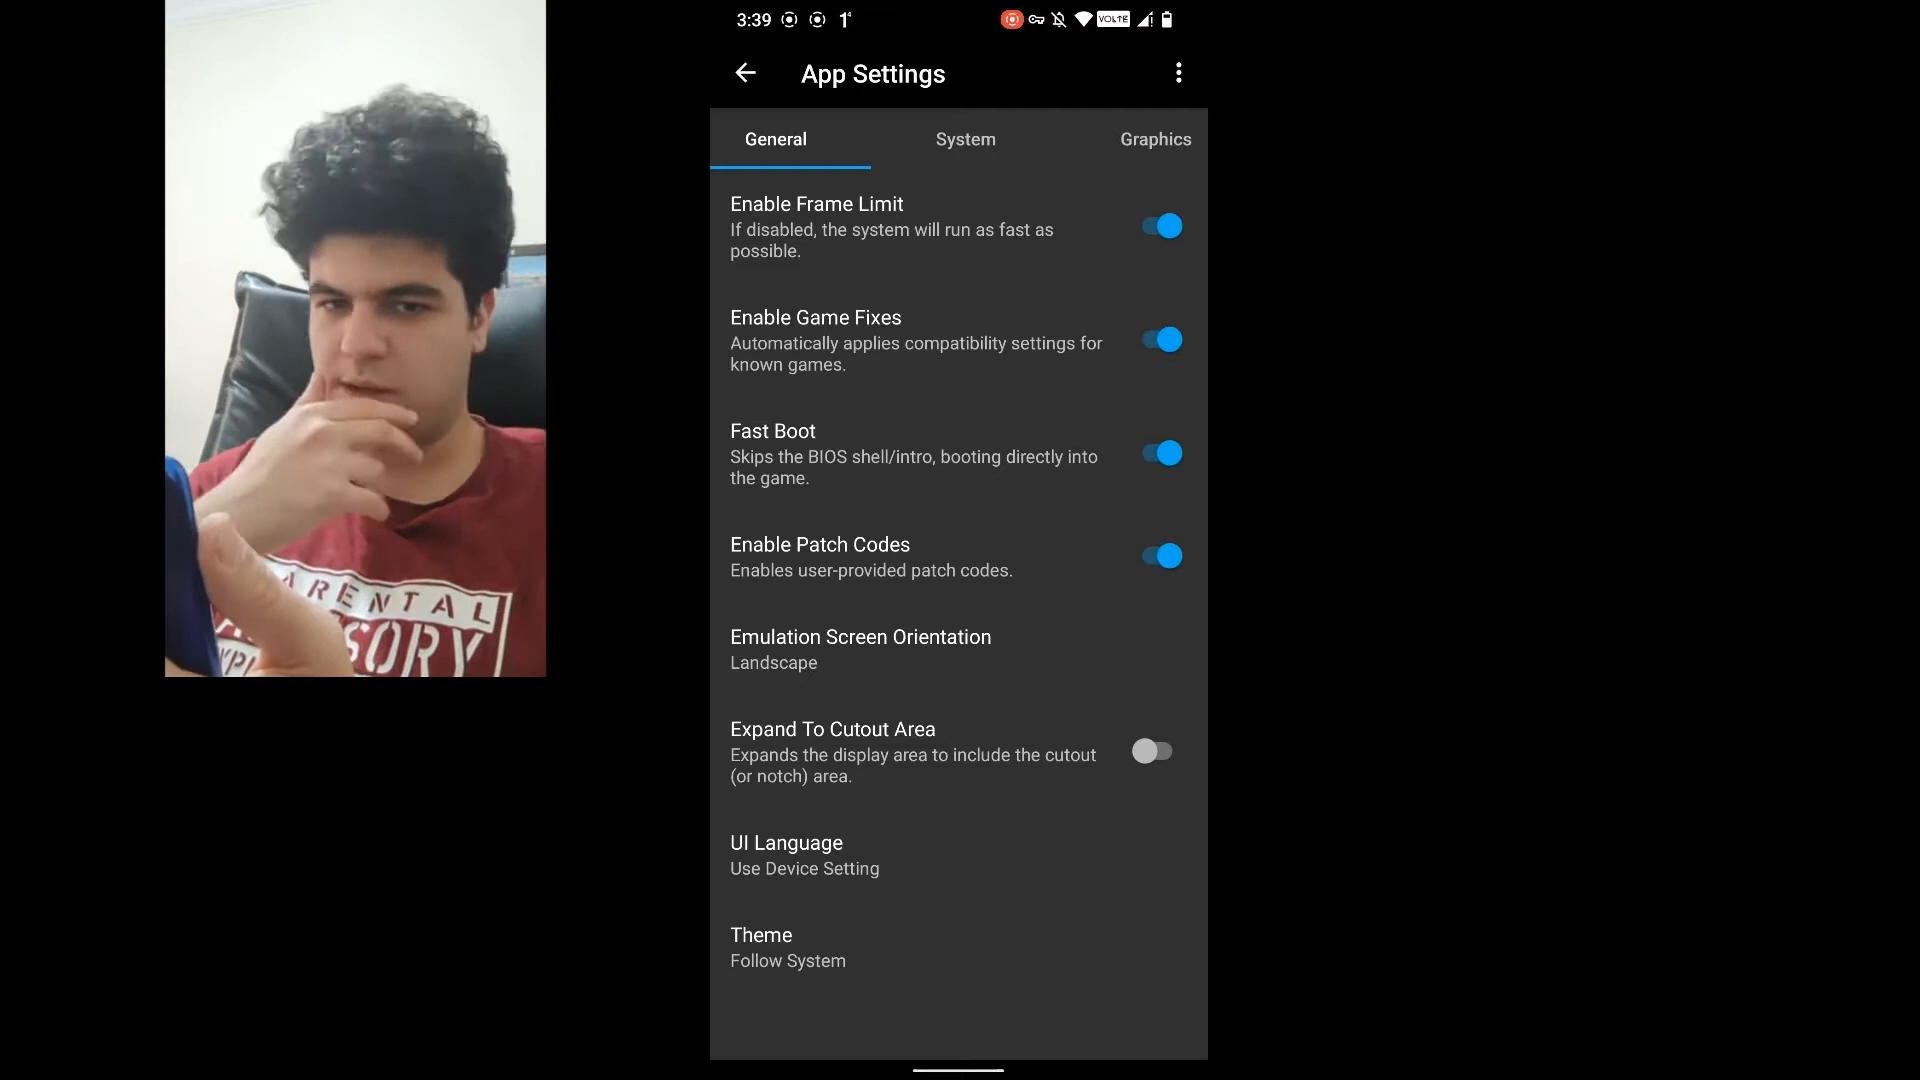 3:39
VOLTE
App Settings
General
System
Graphics
Enable Frame Limit
If disabled, the system will run as fast as
possible.
Enable Game Fixes
Automatically applies compatibility settings for
known games.
Fast Boot
Skips the BIOS shell/intro, booting directly into
the game.
Enable Patch Codes
Enables user-provided patch codes.
Emulation Screen Orientation
Landscape
Expand To Cutout Area
Expands the display area to include the cutout
(or notch) area.
UI Language
Use Device Setting
Theme
Follow System
ARENTAL
SORY